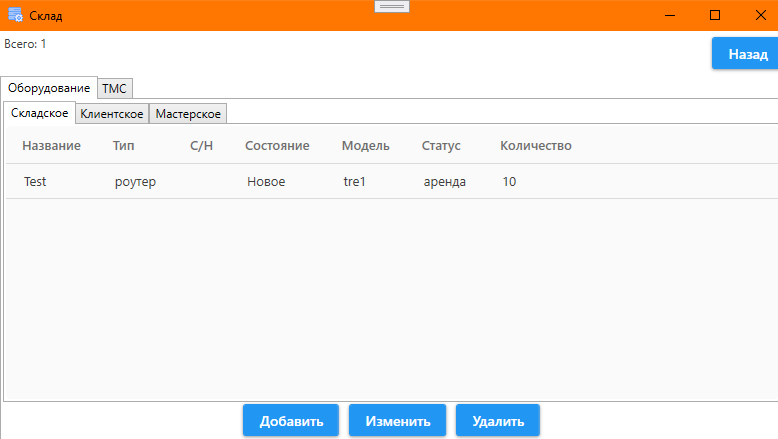 Склад
Всего: 1
Назад
Оборудование ТМС
Складское Клиентское Мастерское
Название Тип С/Н Состояние Модель Статус Количество
Test роутер Новое tre1 аренда 10
Добавить Изменить Удалить